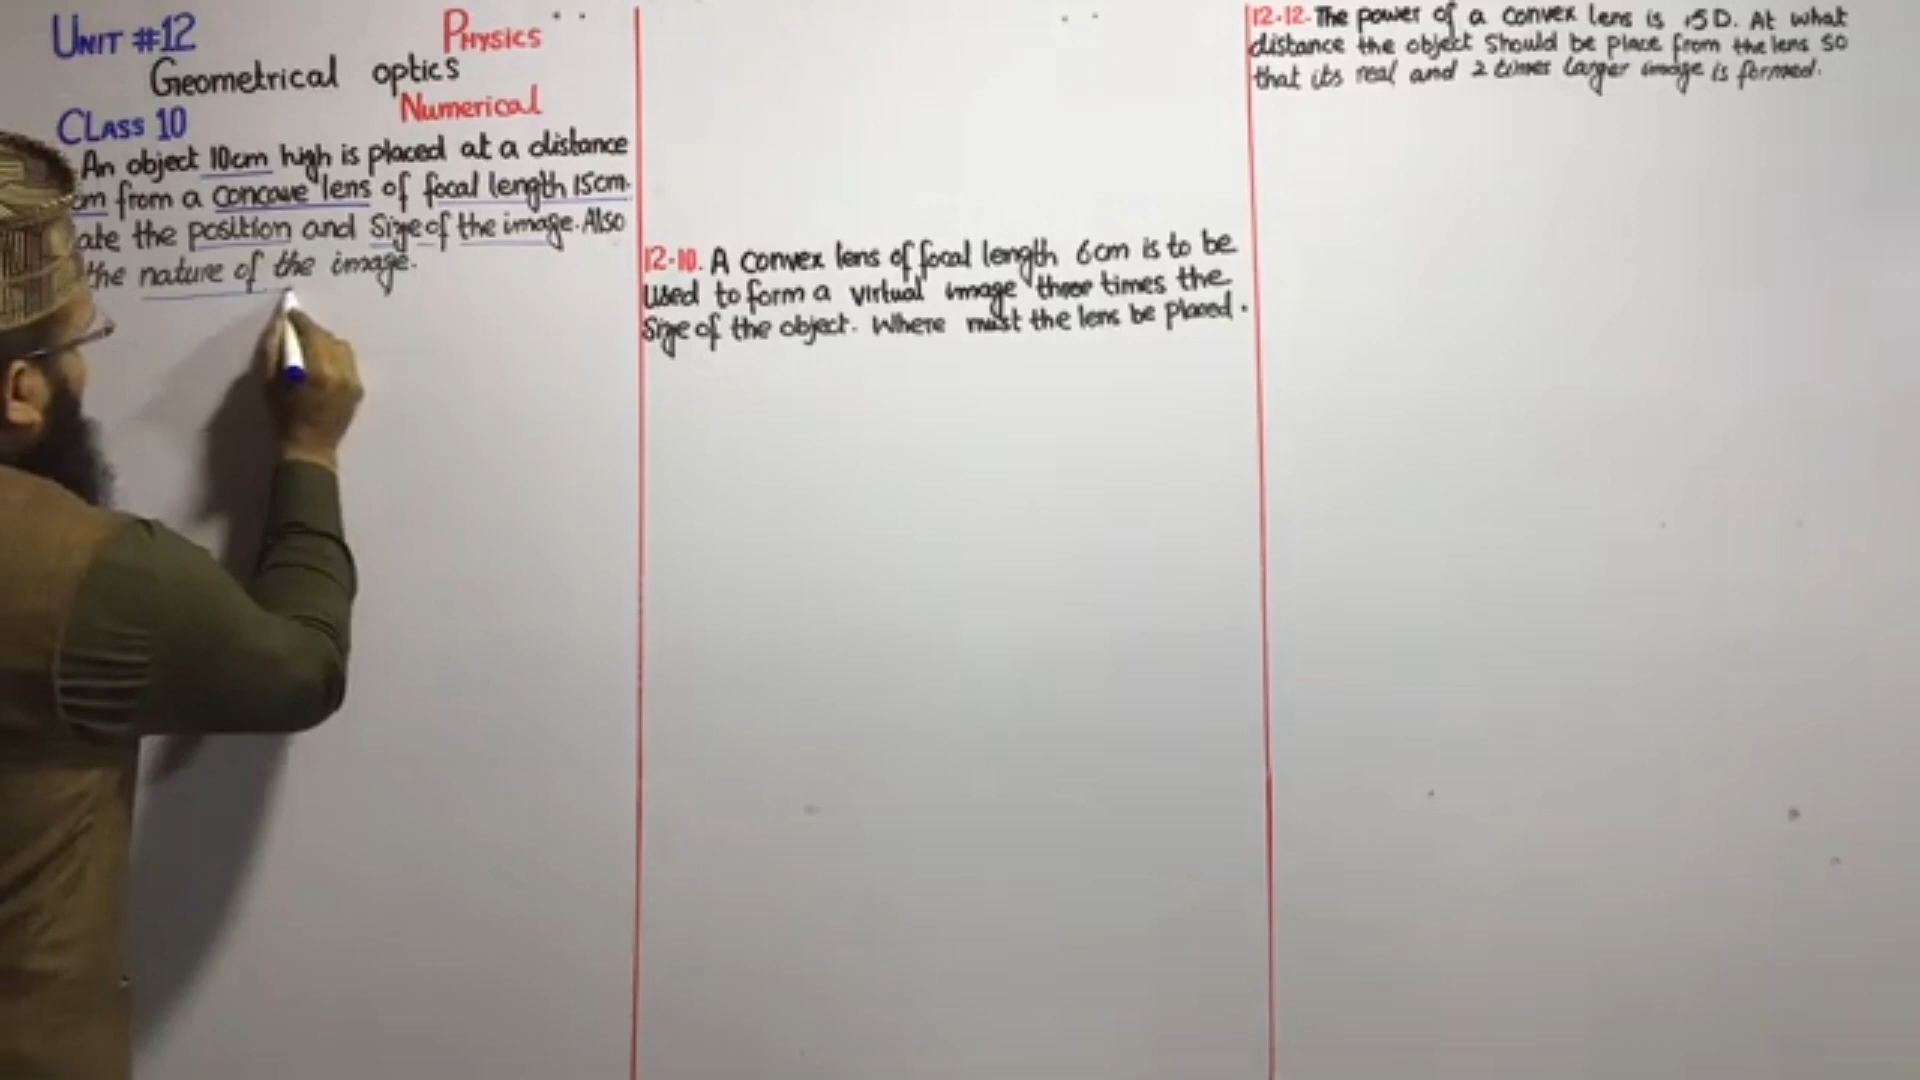 UNIT #12
Physics
Geometrical optics
Numerical
CLASS 10
An object 10cm high is placed at a distance
cm from a concave lens of focal length 15cm.
ate the position and size of the image. Also
the nature of the image.
12.10. A convex lens of focal length 6cm is to be
used to form a virtual image three times the
size of the object. Where must the lens be placed.
12.12. The power of a convex lens is 5D. At what
distance the object should be place from the lens so
that its real and 2 times larger image is formed.